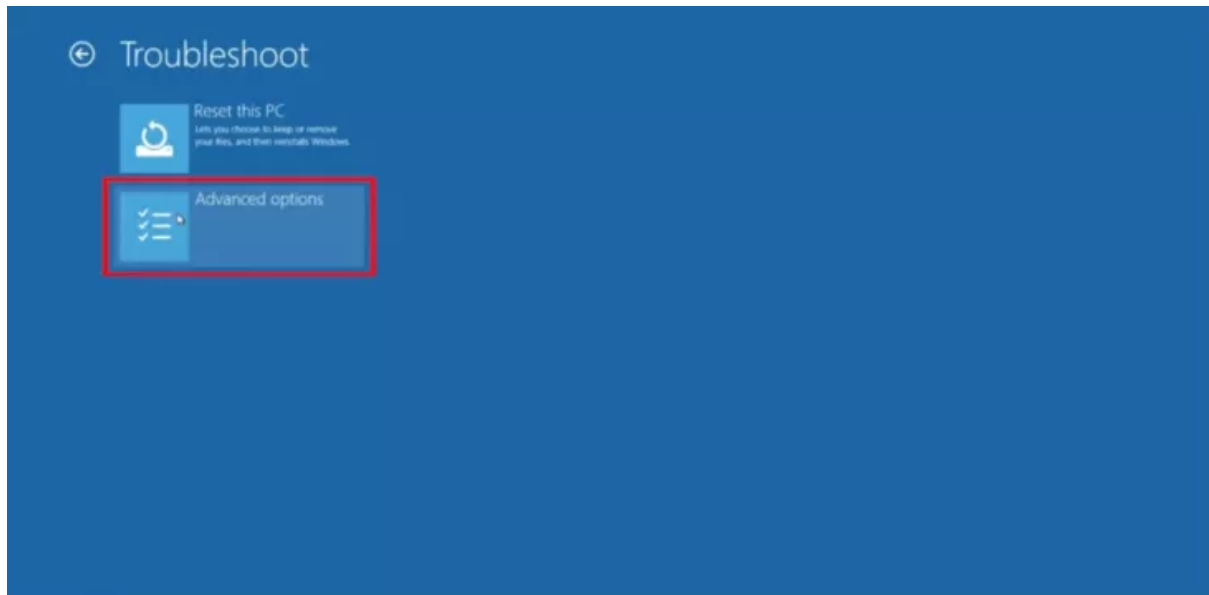 Troubleshoot
Reset this PC
Lets you choose to keep or remove
your files, and then reinstalls Windows.
Advanced options